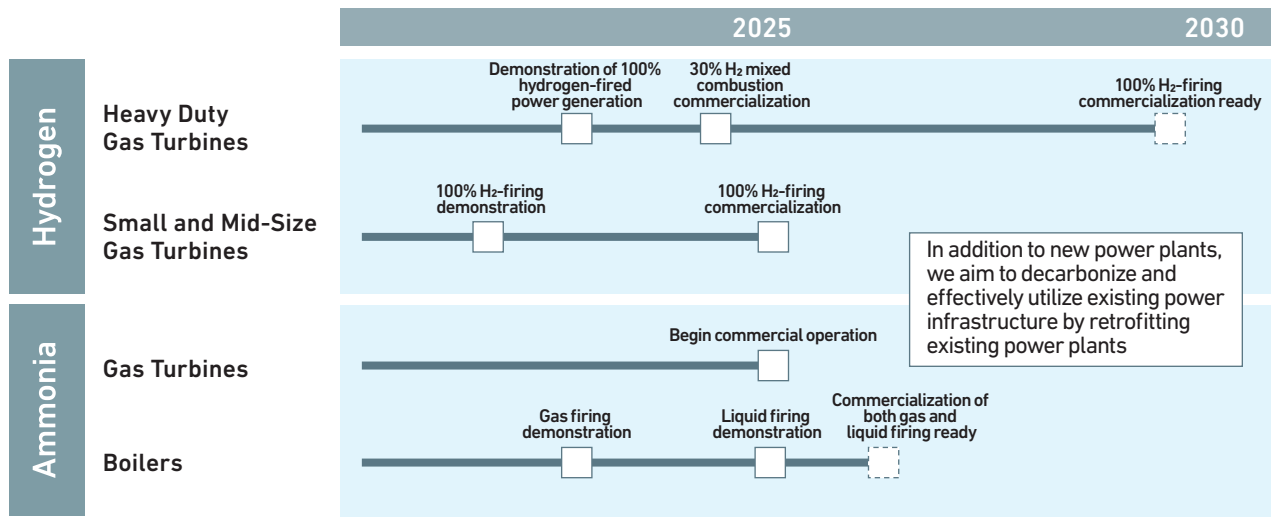 2025
2030
Hydrogen
Heavy Duty
Gas Turbines
Demonstration of 100%
hydrogen-fired
power generation
30% H₂ mixed
combustion
commercialization
100% H₂-firing
commercialization ready
Small and Mid-Size
Gas Turbines
100% H₂-firing
demonstration
100% H₂-firing
commercialization
In addition to new power plants,
we aim to decarbonize and
effectively utilize existing power
infrastructure by retrofitting
existing power plants
Ammonia
Gas Turbines
Begin commercial operation
Boilers
Gas firing
demonstration
Liquid firing
demonstration
Commercialization of
both gas and
liquid firing ready